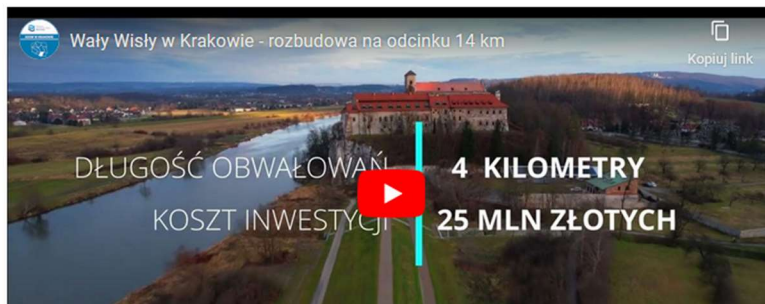 Wały Wisły w Krakowie - rozbudowa na odcinku 14 km
Kopiuj link
DŁUGOŚĆ OBWAŁOWAŃ 4 KILOMETRY
KOSZT INWESTYCJI 25 MLN ZŁOTYCH